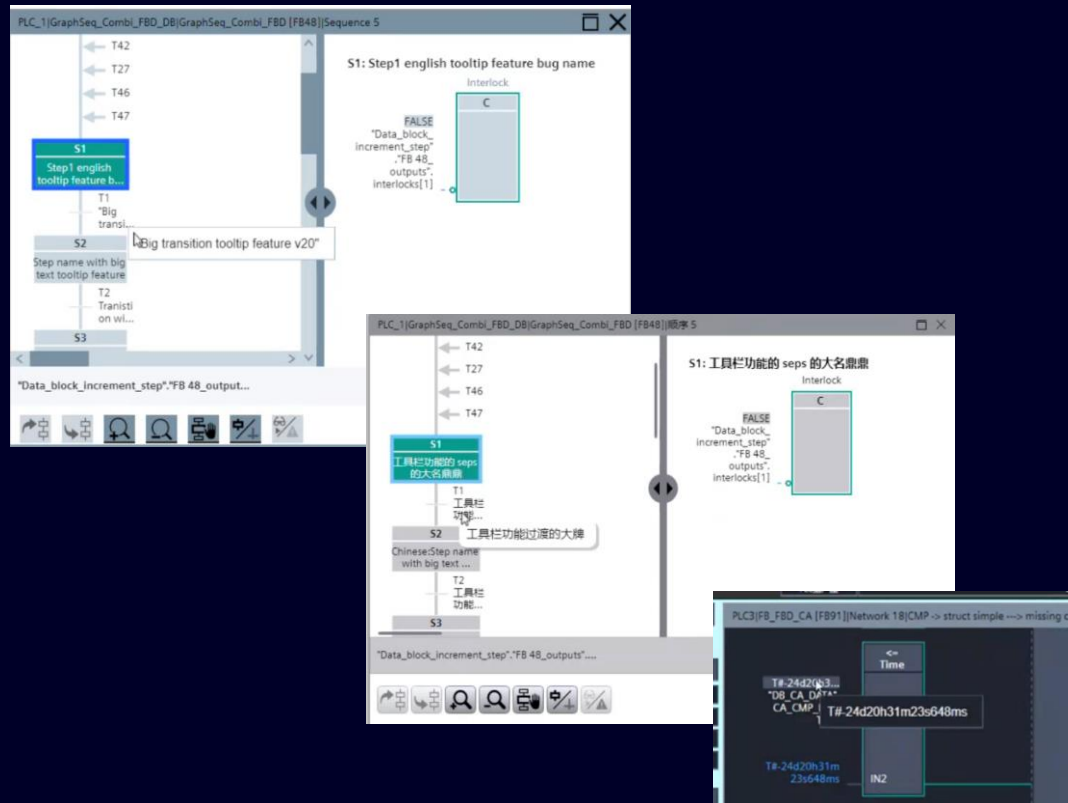 PLC_1|GraphSeq_Combi_FBD_DB|GraphSeq_Combi_FBD [FB48]|Sequence 5
T42
T27
T46
T47
S1
Step1 english
tooltip feature b...
T1
"Big
transi...
"Big transition tooltip feature v20"
S2
Step name with big
text tooltip feature
T2
Transiti
on wi...
S3
"Data_block_increment_step"."FB 48_output...
S1: Step1 english tooltip feature bug name
Interlock
C
FALSE
"Data_block_
increment_step"
."FB 48_
outputs".
interlocks[1]
PLC_1|GraphSeq_Combi_FBD_DB|GraphSeq_Combi_FBD [FB48]|顺序 5
T42
T27
T46
T47
S1
工具栏功能的 seps
的大名鼎鼎
T1
工具栏
功能...
工具栏功能过渡的大牌
S2
Chinese:Step name
with big text ...
T2
工具栏
功能...
S3
"Data_block_increment_step"."FB 48_outputs"....
S1: 工具栏功能的 seps 的大名鼎鼎
Interlock
C
FALSE
"Data_block_
increment_step"
."FB 48_
outputs".
interlocks[1]
PLC3|FB_FBD_CA [FB91]|Network 18|CMP -> struct simple ---> missing
<=
Time
T#-24d20h3...
"DB_CA_DATA"
CA_CMP_
T#-24d20h31m23s648ms
T#-24d20h31m
23s648ms
IN2